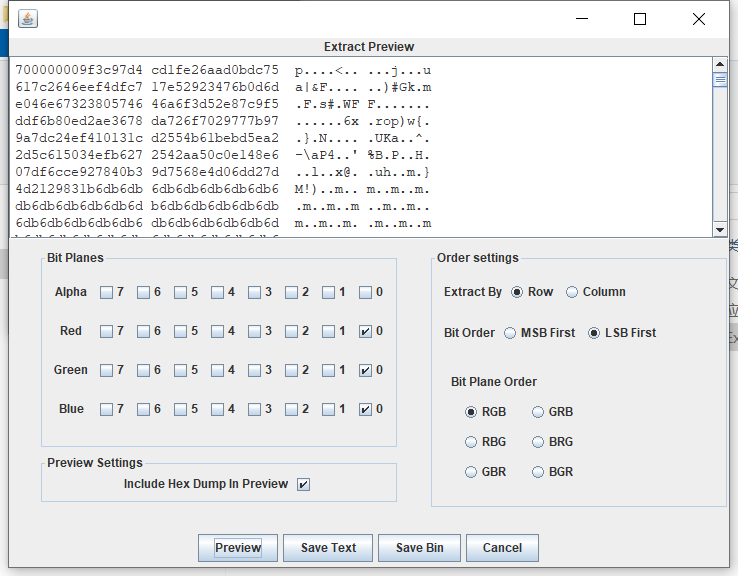 Extract Preview
700000009f3c97d4 cd1fe26aad0bdc75 p....<.. ...j...u
617c2646eef4dfc7 17e52923476b0d6d a|&F.... ..)#Gk.m
e046e67323805746 46a6f3d52e87c9f5 .F.s#.WF F.......
ddf6b80ed2ae3678 da726f7029777b97 ......6x .rop)w{.
9a7dc24ef410131c d2554b61bebd5ea2 .}.N.... .UKa..^.
2d5c615034efb627 2542aa50c0e148e6 -\aP4..' %B.P..H.
07df6cce927840b3 9d7568e4d06dd27d ..l..x@. .uh..m.}
4d2129831b6db6db 6db6db6db6db6db6 M!)..m.. m..m..m.
db6db6db6db6db6d b6db6db6db6db6db .m..m..m ..m..m..
6db6db6db6db6db6 db6db6db6db6db6d m..m..m. .m..m..m
Bit Planes
Alpha 7 6 5 4 3 2 1 0
Red 7 6 5 4 3 2 1 0
Green 7 6 5 4 3 2 1 0
Blue 7 6 5 4 3 2 1 0
Preview Settings
Include Hex Dump In Preview
Order settings
Extract By Row Column
Bit Order MSB First LSB First
Bit Plane Order
RGB GRB
RBG BRG
GBR BGR
Preview Save Text Save Bin Cancel